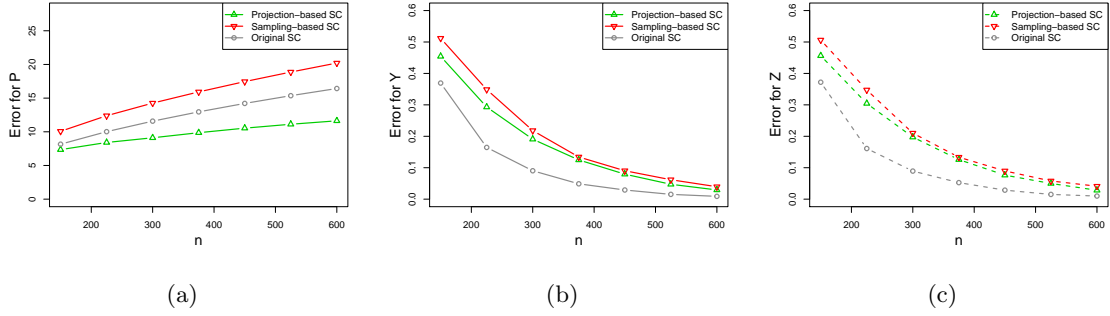 Error for P
0
5
10
15
20
25
200
300
400
500
600
n
Projection−based SC
Sampling−based SC
Original SC
(a)
Error for Y
0.0
0.1
0.2
0.3
0.4
0.5
0.6
200
300
400
500
600
n
Projection−based SC
Sampling−based SC
Original SC
(b)
Error for Z
0.0
0.1
0.2
0.3
0.4
0.5
0.6
200
300
400
500
600
n
Projection−based SC
Sampling−based SC
Original SC
(c)